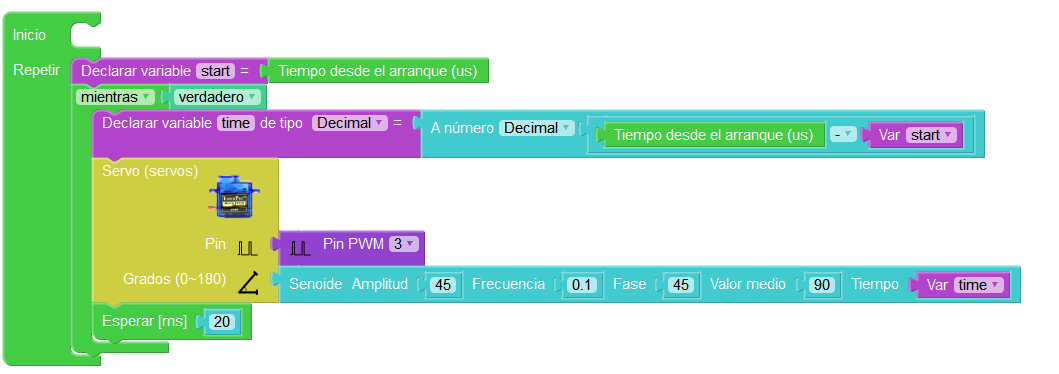 Inicio
Repetir Declarar variable start = Tiempo desde el arranque (us)
mientras verdadero
Declarar variable time de tipo Decimal = A número Decimal Tiempo desde el arranque (us) - Var start
Servo (servos)
Pin Pin PWM 3
Grados (0~180) Senoide Amplitud 45 Frecuencia 0.1 Fase 45 Valor medio 90 Tiempo Var time
Esperar [ms] 20